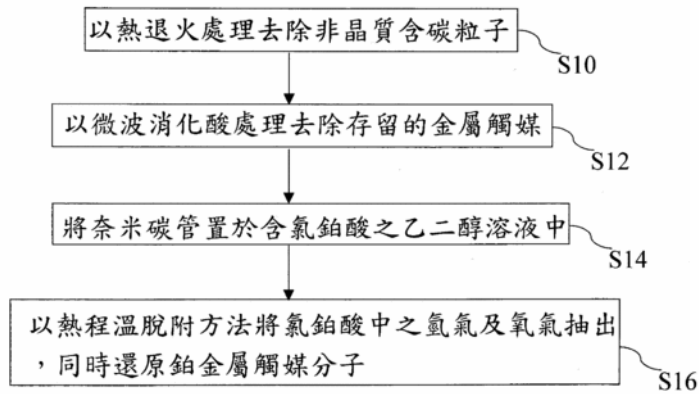 以熱退火處理去除非晶質含碳粒子
S10
以微波消化酸處理去除存留的金屬觸媒
S12
將奈米碳管置於含氯鉑酸之乙二醇溶液中
S14
以熱程溫脫附方法將氯鉑酸中之氫氣及氧氣抽出
，同時還原鉑金屬觸媒分子
S16